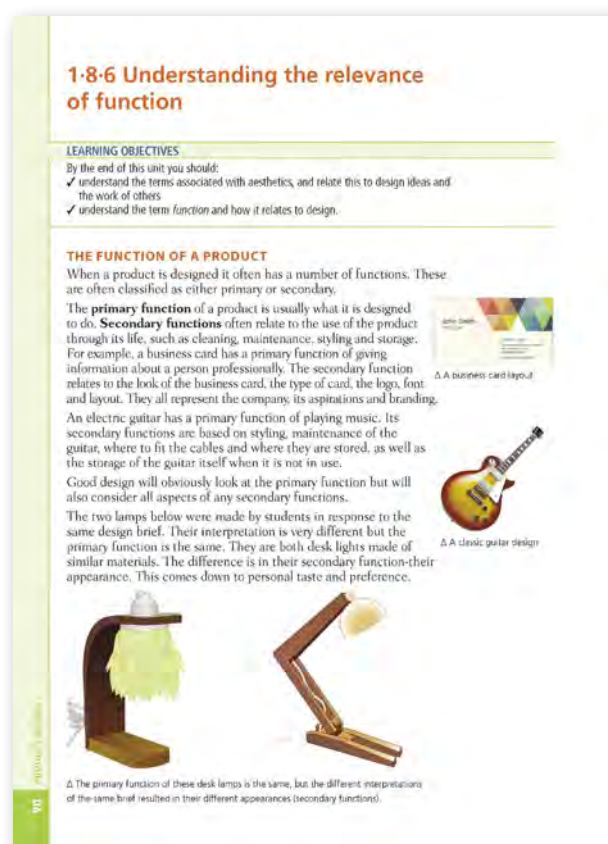 1·8·6 Understanding the relevance
of function
LEARNING OBJECTIVES
By the end of this unit you should:
✓ understand the terms associated with aesthetics, and relate this to design ideas and
the work of others
✓ understand the term function and how it relates to design.
THE FUNCTION OF A PRODUCT
When a product is designed it often has a number of functions. These
are often classified as either primary or secondary.
The primary function of a product is usually what it is designed
to do. Secondary functions often relate to the use of the product
through its life, such as cleaning, maintenance, styling and storage.
For example, a business card has a primary function of giving
information about a person professionally. The secondary function
relates to the look of the business card, the type of card, the logo, font
and layout. They all represent the company, its aspirations and branding.
Δ A business card layout
An electric guitar has a primary function of playing music. Its
secondary functions are based on styling, maintenance of the
guitar, where to fit the cables and where they are stored, as well as
the storage of the guitar itself when it is not in use.
Good design will obviously look at the primary function but will
also consider all aspects of any secondary functions.
Δ A classic guitar design
The two lamps below were made by students in response to the
same design brief. Their interpretation is very different but the
primary function is the same. They are both desk lights made of
similar materials. The difference is in their secondary function-their
appearance. This comes down to personal taste and preference.
Δ The primary function of these desk lamps is the same, but the different interpretations
of the same brief resulted in their different appearances (secondary functions).